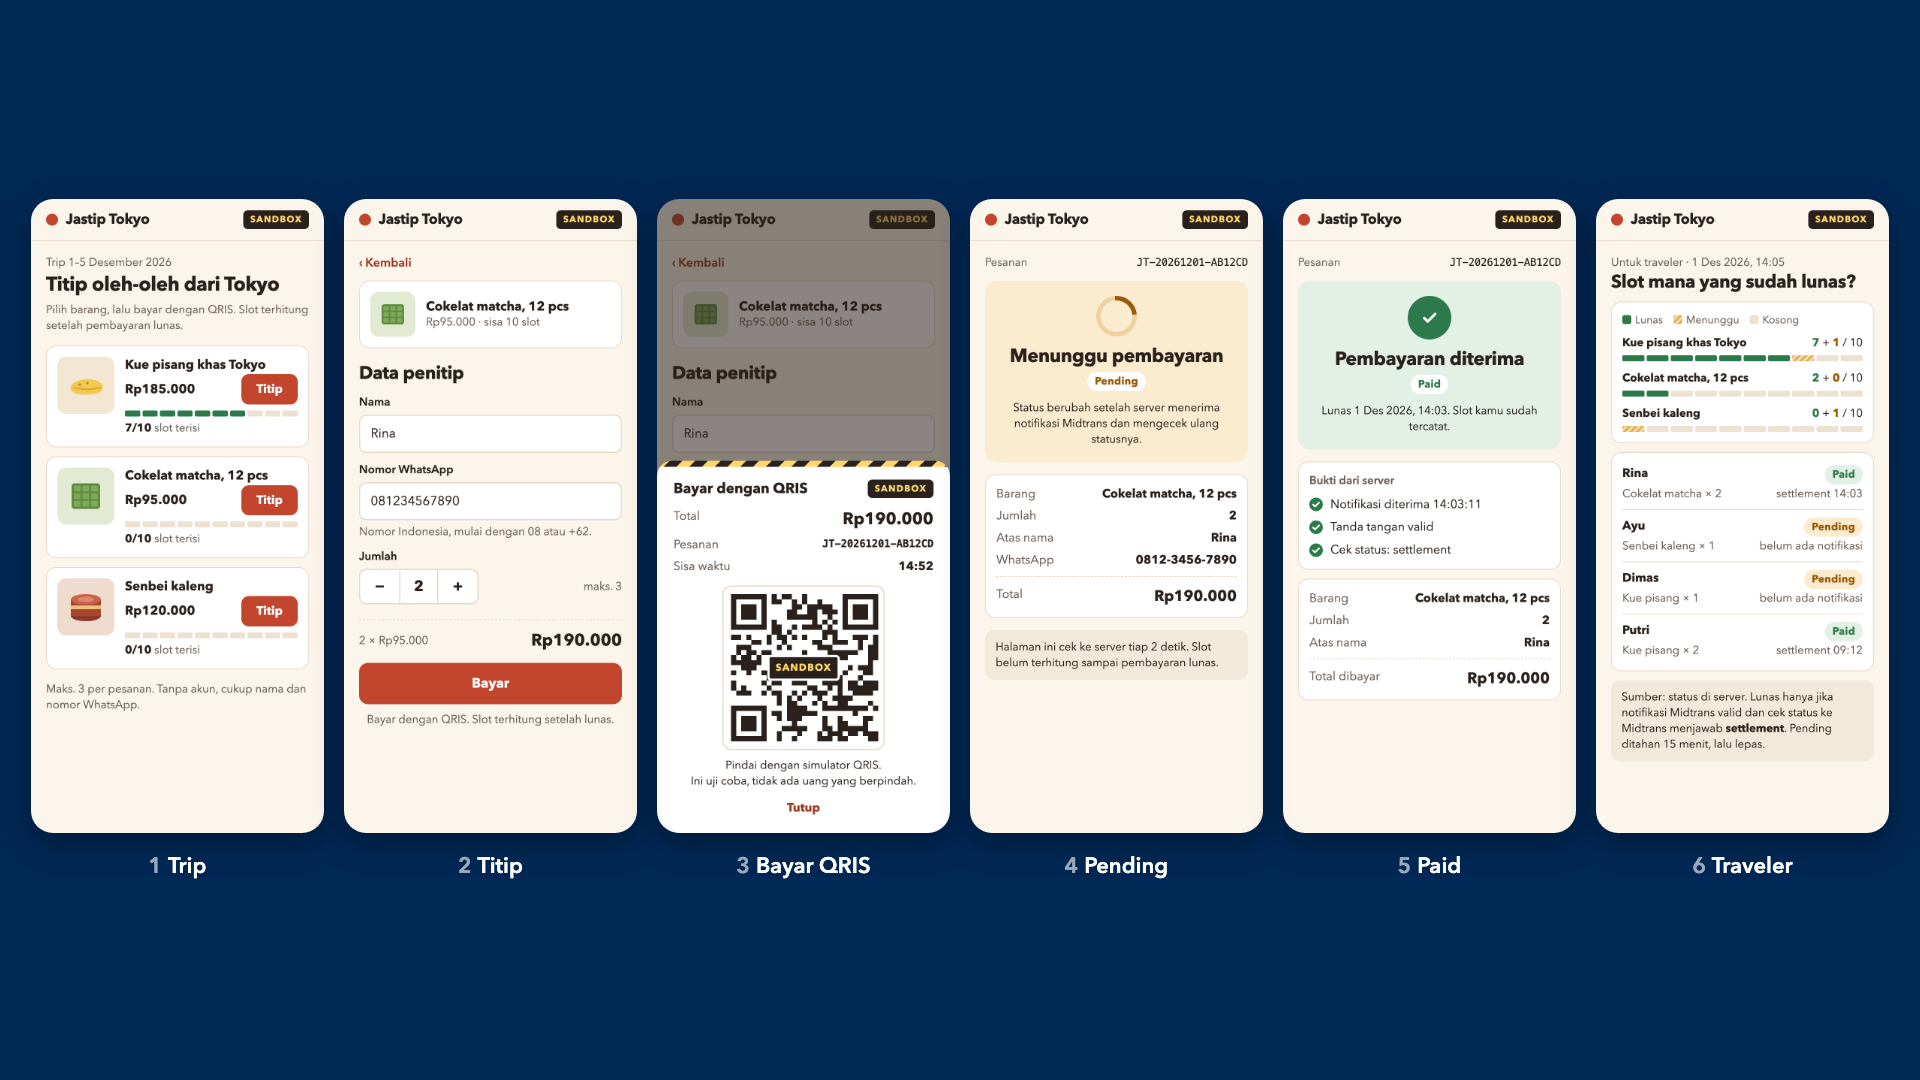 Jastip Tokyo
SANDBOX
Trip 1–5 Desember 2026
Titip oleh-oleh dari Tokyo
Pilih barang, lalu bayar dengan QRIS. Slot terhitung
setelah pembayaran lunas.
Kue pisang khas Tokyo
Rp185.000
Titip
7/10 slot terisi
Cokelat matcha, 12 pcs
Rp95.000
Titip
0/10 slot terisi
Senbei kaleng
Rp120.000
Titip
0/10 slot terisi
Maks. 3 per pesanan. Tanpa akun, cukup nama dan
nomor WhatsApp.
1 Trip
Jastip Tokyo
SANDBOX
‹ Kembali
Cokelat matcha, 12 pcs
Rp95.000 · sisa 10 slot
Data penitip
Nama
Rina
Nomor WhatsApp
081234567890
Nomor Indonesia, mulai dengan 08 atau +62.
Jumlah
− 2 +
maks. 3
2 × Rp95.000
Rp190.000
Bayar
Bayar dengan QRIS. Slot terhitung setelah lunas.
2 Titip
Jastip Tokyo
SANDBOX
‹ Kembali
Cokelat matcha, 12 pcs
Rp95.000 · sisa 10 slot
Data penitip
Nama
Rina
Bayar dengan QRIS
SANDBOX
Total
Rp190.000
Pesanan
JT–20261201–AB12CD
Sisa waktu
14:52
SANDBOX
Pindai dengan simulator QRIS.
Ini uji coba, tidak ada uang yang berpindah.
Tutup
3 Bayar QRIS
Jastip Tokyo
SANDBOX
Pesanan
JT–20261201–AB12CD
Menunggu pembayaran
Pending
Status berubah setelah server menerima
notifikasi Midtrans dan mengecek ulang
statusnya.
Barang
Cokelat matcha, 12 pcs
Jumlah
2
Atas nama
Rina
WhatsApp
0812-3456-7890
Total
Rp190.000
Halaman ini cek ke server tiap 2 detik. Slot
belum terhitung sampai pembayaran lunas.
4 Pending
Jastip Tokyo
SANDBOX
Pesanan
JT–20261201–AB12CD
Pembayaran diterima
Paid
Lunas 1 Des 2026, 14:03. Slot kamu sudah
tercatat.
Bukti dari server
Notifikasi diterima 14:03:11
Tanda tangan valid
Cek status: settlement
Barang
Cokelat matcha, 12 pcs
Jumlah
2
Atas nama
Rina
Total dibayar
Rp190.000
5 Paid
Jastip Tokyo
SANDBOX
Untuk traveler · 1 Des 2026, 14:05
Slot mana yang sudah lunas?
Lunas
Menunggu
Kosong
Kue pisang khas Tokyo
7 + 1 / 10
Cokelat matcha, 12 pcs
2 + 0 / 10
Senbei kaleng
0 + 1 / 10
Rina
Paid
Cokelat matcha × 2
settlement 14:03
Ayu
Pending
Senbei kaleng × 1
belum ada notifikasi
Dimas
Pending
Kue pisang × 1
belum ada notifikasi
Putri
Paid
Kue pisang × 2
settlement 09:12
Sumber: status di server. Lunas hanya jika
notifikasi Midtrans valid dan cek status ke
Midtrans menjawab settlement. Pending
ditahan 15 menit, lalu lepas.
6 Traveler